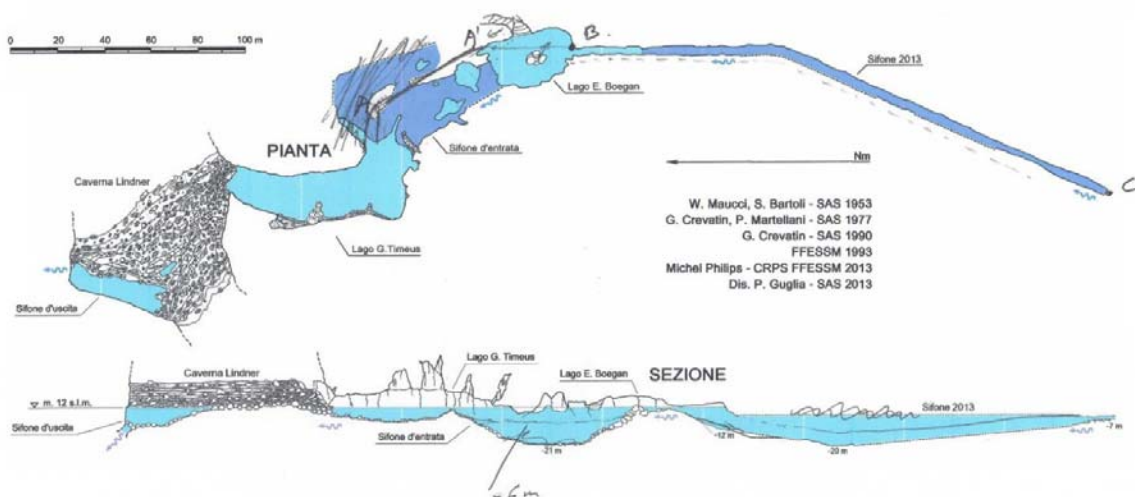 0 20 40 60 80 100 m
A'
B.
Sifone 2013
Lago E. Boegan
A
PIANTA
Sifone d'entrata
Nm
Caverna Lindner
C
W. Maucci, S. Bartoli - SAS 1953
G. Crevatin, P. Martellani - SAS 1977
G. Crevatin - SAS 1990
FFESSM 1993
Michel Philips - CRPS FFESSM 2013
Dis. P. Guglia - SAS 2013
Lago G.Timeus
Sifone d'uscita
Lago G. Timeus
Caverna Lindner
Lago E. Boegan
SEZIONE
m. 12 s.l.m.
Sifone 2013
Sifone d'uscita
Sifone d'entrata
-21 m
-12 m
-20 m
-7 m
-6m